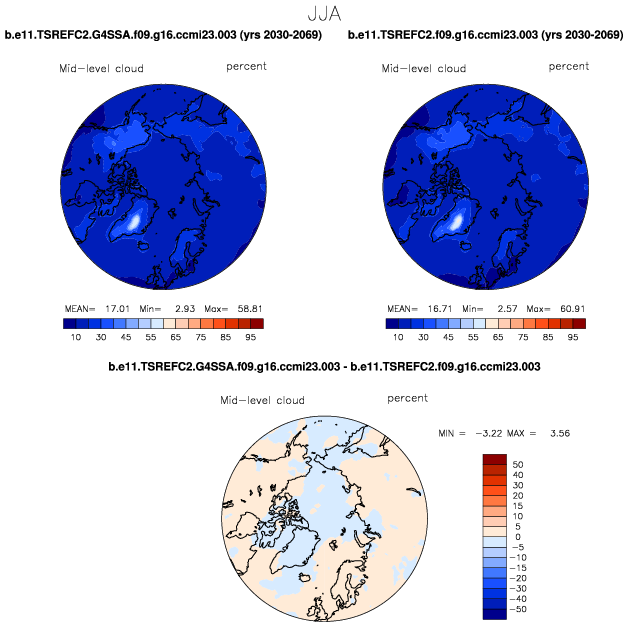 JJA
b.e11.TSREFC2.G4SSA.f09.g16.ccmi23.003 (yrs 2030-2069) b.e11.TSREFC2.f09.g16.ccmi23.003 (yrs 2030-2069)
Mid-level cloud percent Mid-level cloud percent
MEAN= 17.01 Min= 2.93 Max= 58.81 MEAN= 16.71 Min= 2.57 Max= 60.91
10 30 45 55 65 75 85 95 10 30 45 55 65 75 85 95
b.e11.TSREFC2.G4SSA.f09.g16.ccmi23.003 - b.e11.TSREFC2.f09.g16.ccmi23.003
Mid-level cloud percent
MIN = -3.22 MAX = 3.56
50
40
30
20
15
10
5
0
-5
-10
-15
-20
-30
-40
-50